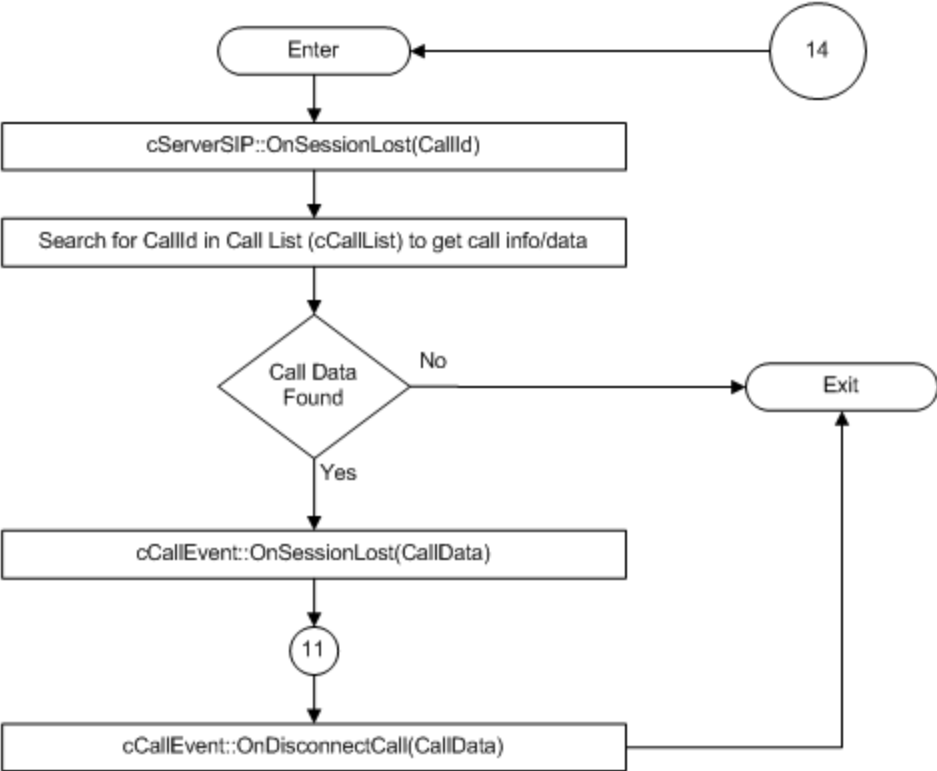 Enter
14
cServerSIP::OnSessionLost(CallId)
Search for CallId in Call List (cCallList) to get call info/data
Call Data
Found
No
Exit
Yes
cCallEvent::OnSessionLost(CallData)
11
cCallEvent::OnDisconnectCall(CallData)